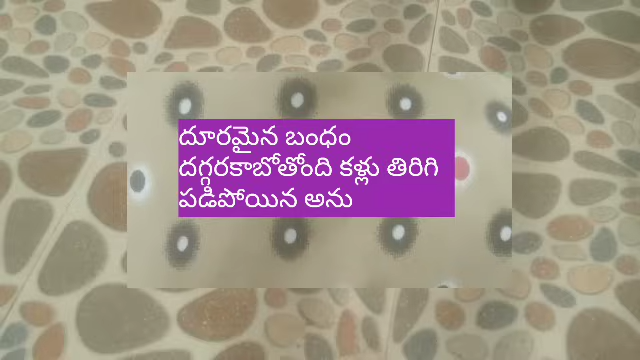 దూరమైన బంధం
దగ్గరకాబోతోంది కళ్లు తిరిగి
పడిపోయిన అను